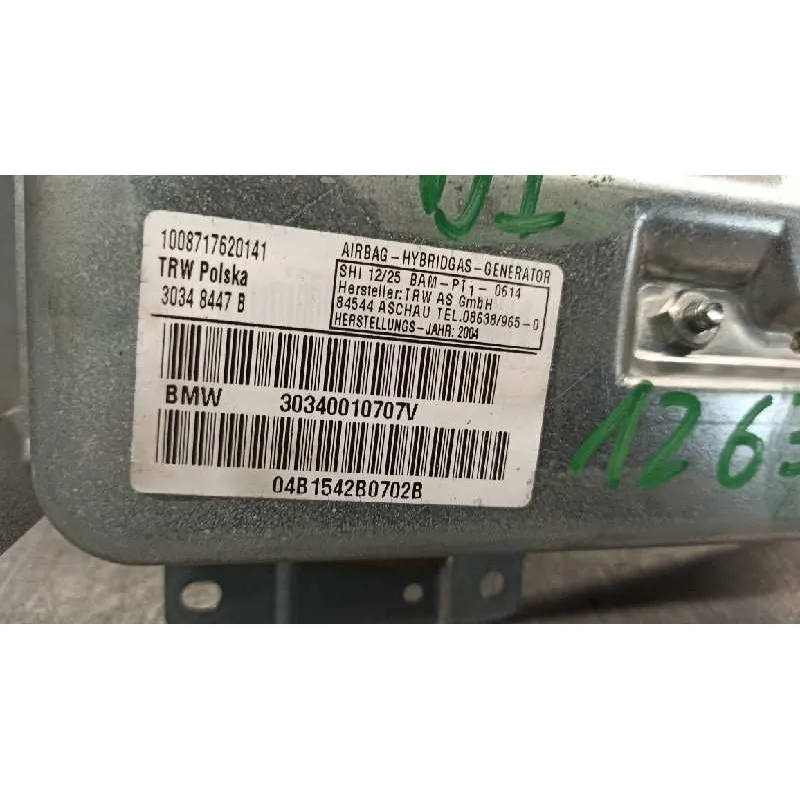 01
1008717620141
TRW Polska
3034 8447 B
AIRBAG-HYBRIDGAS-GENERATOR
SHI 12/25 BAM-PT1-0614
Hersteller:TRW AS GmbH
84544 ASCHAU TEL.08638/965-0
HERSTELLUNGS-JAHR: 2004
BMW 30340010707V
04B1542B0702B
1263